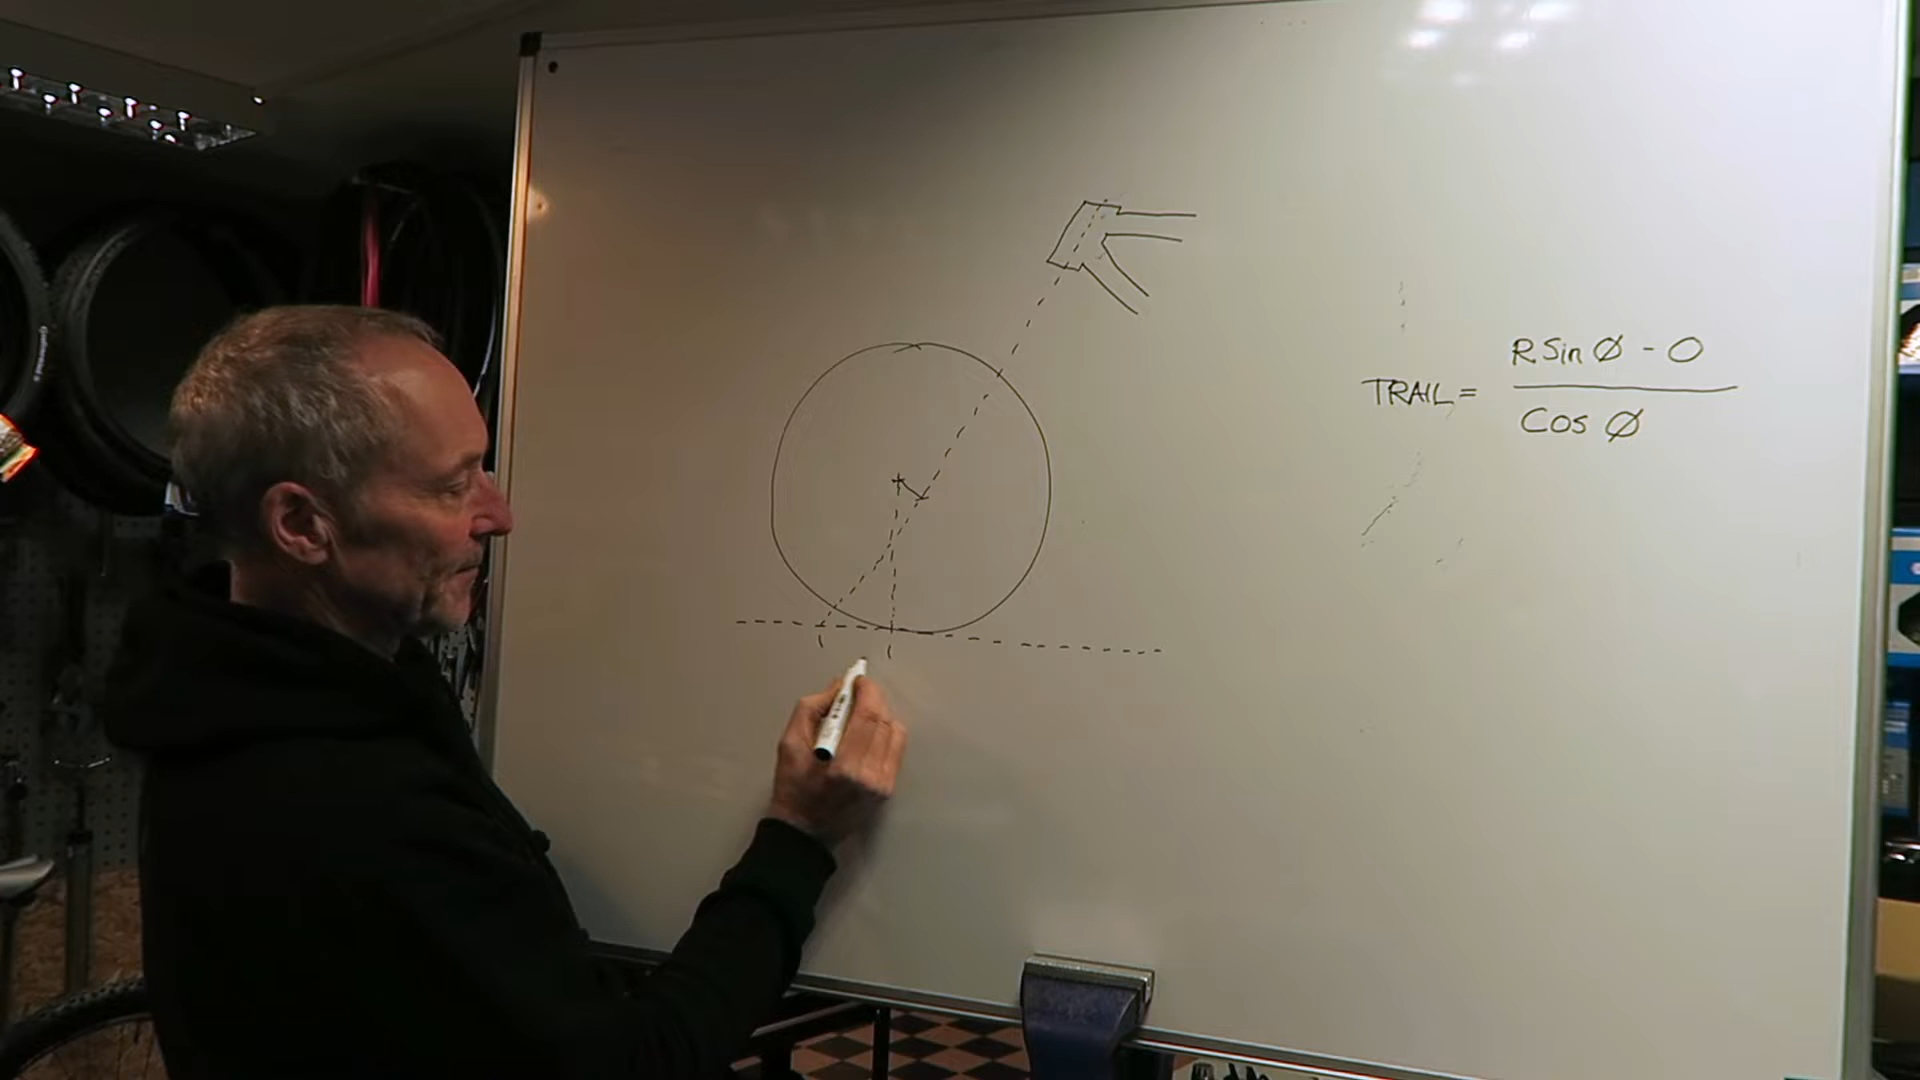 R Sin Ø - O
TRAIL =
Cos Ø